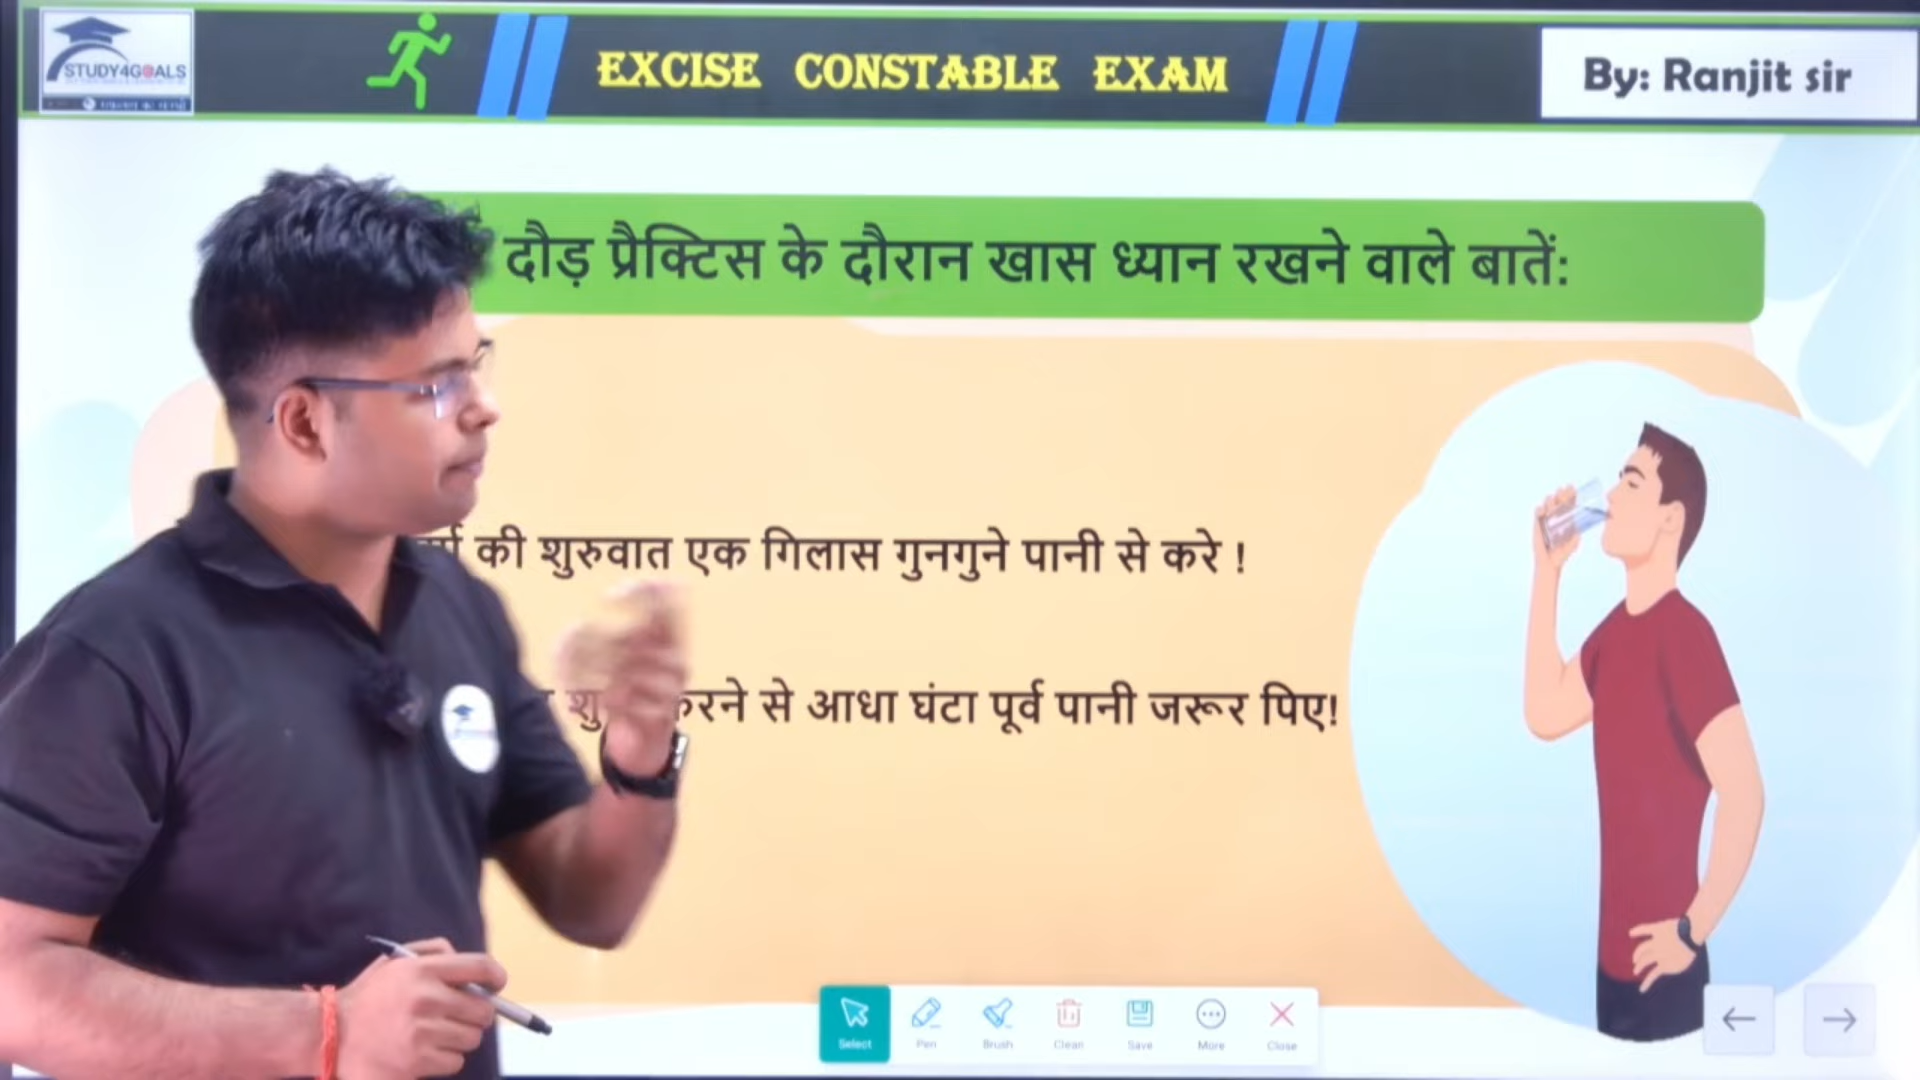 STUDY4GOALS
EXCISE CONSTABLE EXAM
By: Ranjit sir
दौड़ प्रैक्टिस के दौरान खास ध्यान रखने वाले बातें:
की शुरुवात एक गिलास गुनगुने पानी से करे !
से आधा घंटा पूर्व पानी जरूर पिए!
Select Pen Brush Clean Save More Close